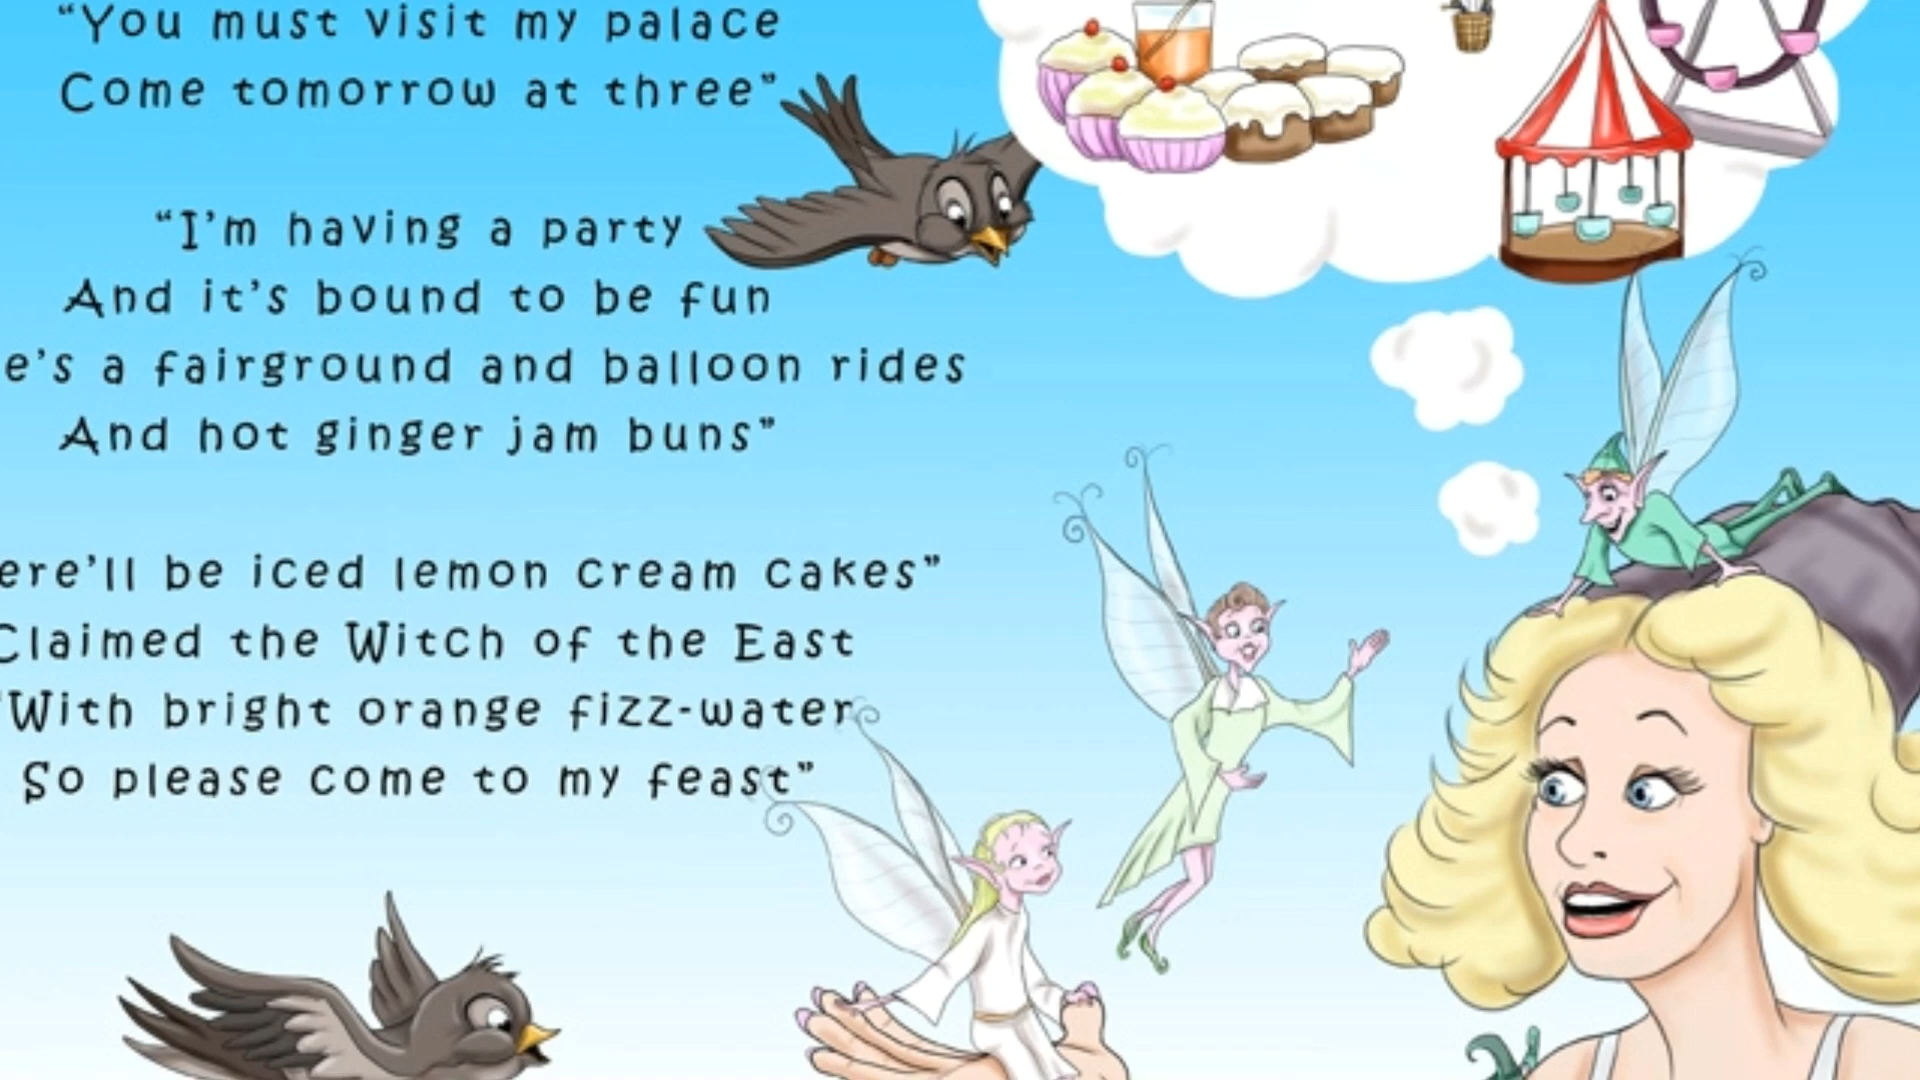 “You must visit my palace
Come tomorrow at three”
“I’m having a party
And it’s bound to be fun
a fairground and balloon rides
And hot ginger jam buns”
be iced lemon cream cakes”
Claimed the Witch of the East
“With bright orange fizz-water
So please come to my feast”